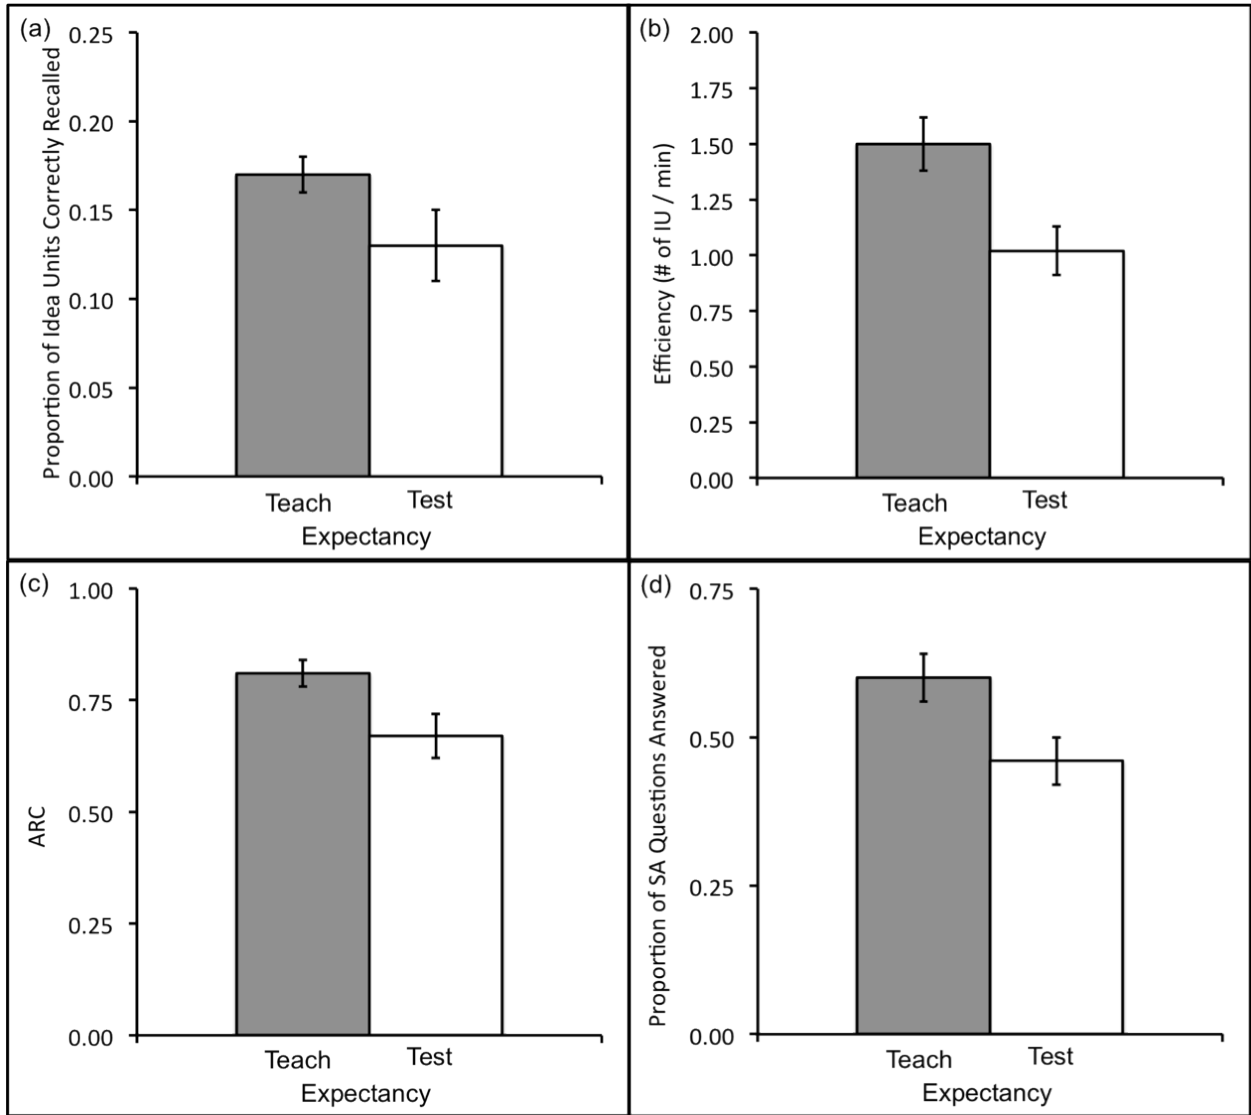 (a)
Proportion of Idea Units Correctly Recalled
0.25
0.20
0.15
0.10
0.05
0.00
Teach
Test
Expectancy
(b)
Efficiency (# of IU / min)
2.00
1.75
1.50
1.25
1.00
0.75
0.50
0.25
0.00
Teach
Test
Expectancy
(c)
ARC
1.00
0.75
0.50
0.25
0.00
Teach
Test
Expectancy
(d)
Proportion of SA Questions Answered
0.75
0.50
0.25
0.00
Teach
Test
Expectancy